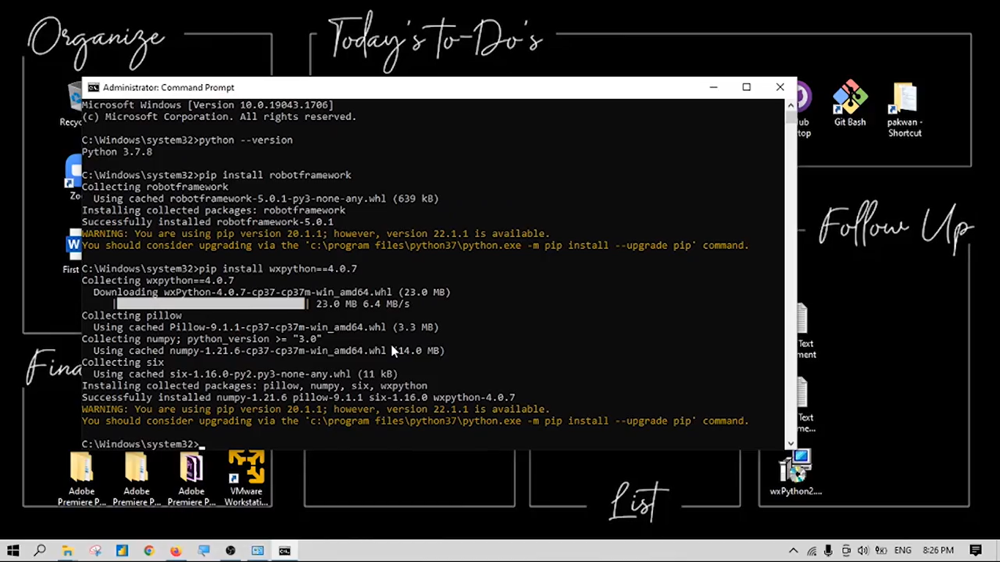 Organize
Today's to-Do's
Administrator: Command Prompt
Microsoft Windows [Version 10.0.19043.1706]
(c) Microsoft Corporation. All rights reserved.
C:\Windows\system32>python --version
Python 3.7.8
C:\Windows\system32>pip install robotframework
Collecting robotframework
Using cached robotframework-5.0.1-py3-none-any.whl (639 kB)
Installing collected packages: robotframework
Successfully installed robotframework-5.0.1
WARNING: You are using pip version 20.1.1; however, version 22.1.1 is available.
You should consider upgrading via the 'c:\program files\python37\python.exe -m pip install --upgrade pip' command.
C:\Windows\system32>pip install wxpython==4.0.7
Collecting wxpython==4.0.7
Downloading wxPython-4.0.7-cp37-cp37m-win_amd64.whl (23.0 MB)
| | 23.0 MB 6.4 MB/s
Collecting pillow
Using cached Pillow-9.1.1-cp37-cp37m-win_amd64.whl (3.3 MB)
Collecting numpy; python_version >= "3.0"
Using cached numpy-1.21.6-cp37-cp37m-win_amd64.whl (14.0 MB)
Collecting six
Using cached six-1.16.0-py2.py3-none-any.whl (11 kB)
Installing collected packages: pillow, numpy, six, wxpython
Successfully installed numpy-1.21.6 pillow-9.1.1 six-1.16.0 wxpython-4.0.7
WARNING: You are using pip version 20.1.1; however, version 22.1.1 is available.
You should consider upgrading via the 'c:\program files\python37\python.exe -m pip install --upgrade pip' command.
C:\Windows\system32>
Recyc
Zo
W
First
Fina
ub
top
Git Bash
pakwan -
Shortcut
Follow Up
Text
ment
Text
me...
wxPython2....
Adobe
Premiere P...
Adobe
Premiere P...
Adobe
Premiere P...
VMware
Workstati...
List
ENG
8:26 PM